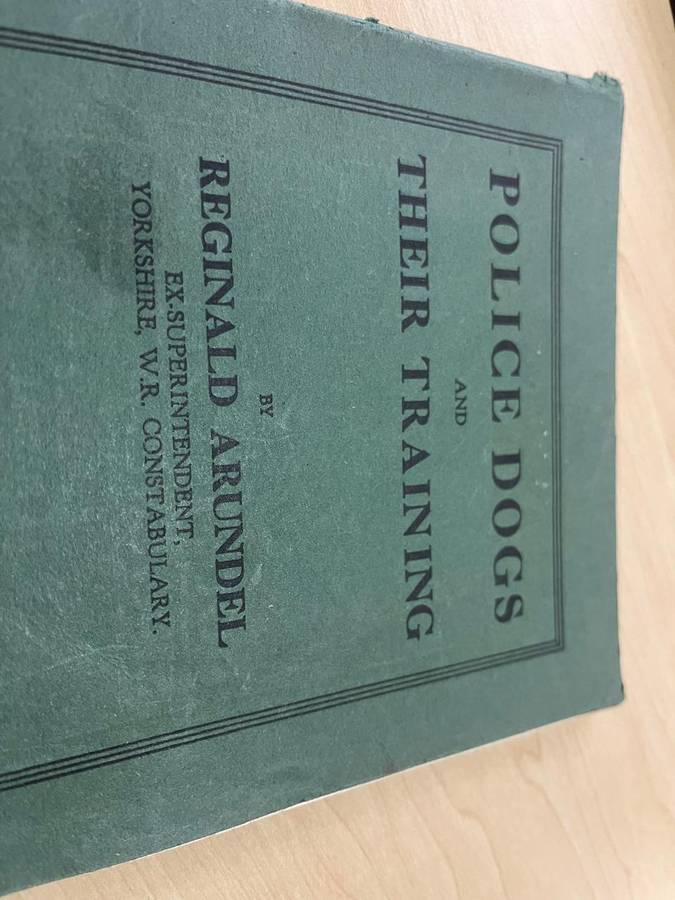 POLICE DOGS
AND
THEIR TRAINING
BY
REGINALD ARUNDEL
EX-SUPERINTENDENT,
YORKSHIRE, W.R. CONSTABULARY.